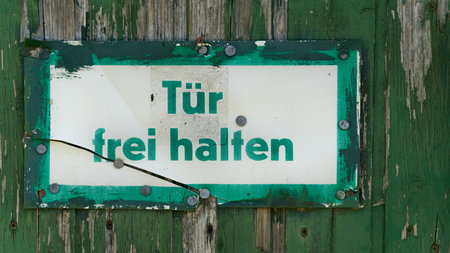 Tür
frei halten